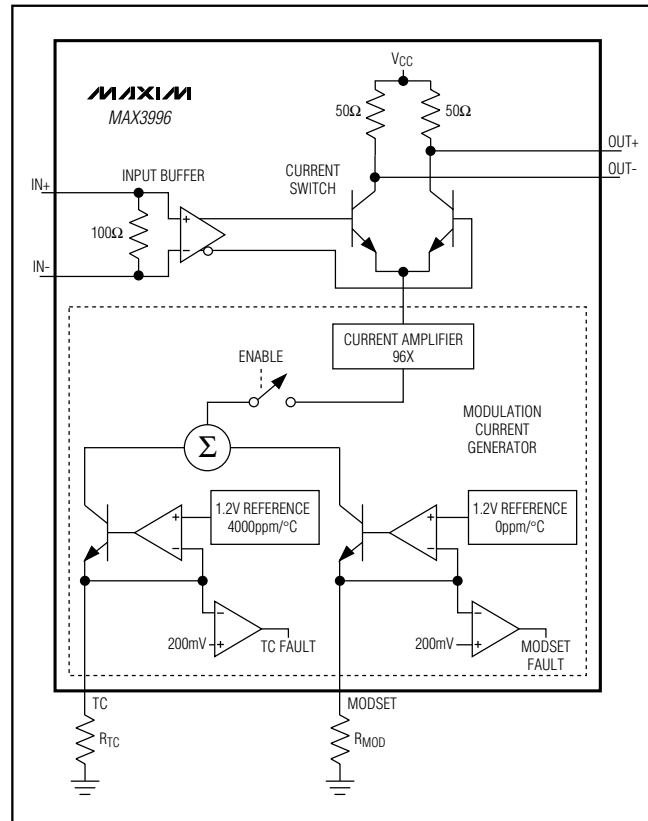 VCC
MAXIM
MAX3996
50Ω
50Ω
OUT+
OUT-
IN+
INPUT BUFFER
CURRENT
SWITCH
+
100Ω
−
IN-
CURRENT AMPLIFIER
96X
ENABLE
MODULATION
CURRENT
GENERATOR
Σ
+
1.2V REFERENCE
4000ppm/°C
−
+
1.2V REFERENCE
0ppm/°C
−
−
200mV
+
TC FAULT
−
200mV
+
MODSET
FAULT
TC
MODSET
RTC
RMOD